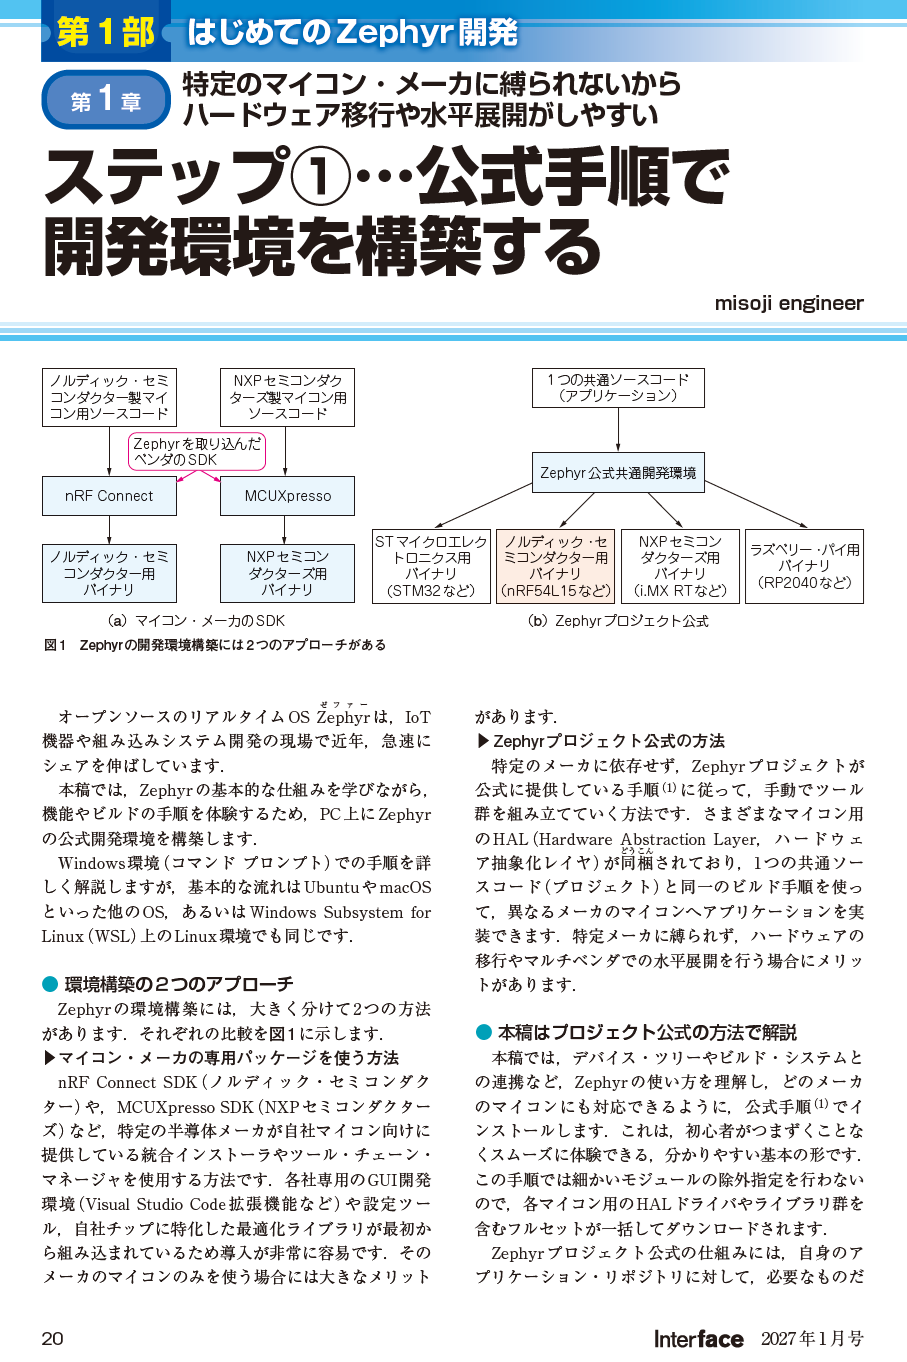 第1部 はじめてのZephyr開発
第1章
特定のマイコン・メーカに縛られないから
ハードウェア移行や水平展開がしやすい
ステップ①…公式手順で
開発環境を構築する
misoji engineer
ノルディック・セミ
コンダクター製マイ
コン用ソースコード
NXPセミコンダク
ターズ製マイコン用
ソースコード
Zephyrを取り込んだ
ベンダのSDK
nRF Connect
MCUXpresso
ノルディック・セミ
コンダクター用
バイナリ
NXPセミコン
ダクターズ用
バイナリ
（a）マイコン・メーカのSDK
1つの共通ソースコード
（アプリケーション）
Zephyr公式共通開発環境
STマイクロエレク
トロニクス用
バイナリ
（STM32など）
ノルディック・セ
ミコンダクター用
バイナリ
（nRF54L15など）
NXPセミコン
ダクターズ用
バイナリ
（i.MX RTなど）
ラズベリー・パイ用
バイナリ
（RP2040など）
（b）Zephyrプロジェクト公式
図1　Zephyrの開発環境構築には2つのアプローチがある
ゼファー
オープンソースのリアルタイムOS Zephyrは，IoT
機器や組み込みシステム開発の現場で近年，急速に
シェアを伸ばしています．
本稿では，Zephyrの基本的な仕組みを学びながら，
機能やビルドの手順を体験するため，PC上にZephyr
の公式開発環境を構築します．
Windows環境（コマンド プロンプト）での手順を詳
しく解説しますが，基本的な流れはUbuntuやmacOS
といった他のOS，あるいはWindows Subsystem for
Linux（WSL）上のLinux環境でも同じです．
● 環境構築の2つのアプローチ
Zephyrの環境構築には，大きく分けて2つの方法
があります．それぞれの比較を図1に示します．
▶マイコン・メーカの専用パッケージを使う方法
nRF Connect SDK（ノルディック・セミコンダク
ター）や，MCUXpresso SDK（NXPセミコンダクター
ズ）など，特定の半導体メーカが自社マイコン向けに
提供している統合インストーラやツール・チェーン・
マネージャを使用する方法です．各社専用のGUI開発
環境（Visual Studio Code拡張機能など）や設定ツー
ル，自社チップに特化した最適化ライブラリが最初か
ら組み込まれているため導入が非常に容易です．その
メーカのマイコンのみを使う場合には大きなメリット
があります．
▶Zephyrプロジェクト公式の方法
特定のメーカに依存せず，Zephyrプロジェクトが
公式に提供している手順(1)に従って，手動でツール
群を組み立てていく方法です．さまざまなマイコン用
のHAL（Hardware Abstraction Layer，ハードウェ
どうこん
ア抽象化レイヤ）が同梱されており，1つの共通ソー
スコード（プロジェクト）と同一のビルド手順を使っ
て，異なるメーカのマイコンへアプリケーションを実
装できます．特定メーカに縛られず，ハードウェアの
移行やマルチベンダでの水平展開を行う場合にメリッ
トがあります．
● 本稿はプロジェクト公式の方法で解説
本稿では，デバイス・ツリーやビルド・システムと
の連携など，Zephyrの使い方を理解し，どのメーカ
のマイコンにも対応できるように，公式手順(1)でイ
ンストールします．これは，初心者がつまずくことな
くスムーズに体験できる，分かりやすい基本の形です．
この手順では細かいモジュールの除外指定を行わない
ので，各マイコン用のHALドライバやライブラリ群を
含むフルセットが一括してダウンロードされます．
Zephyrプロジェクト公式の仕組みには，自身のア
プリケーション・リポジトリに対して，必要なものだ
20
Interface 2027年1月号